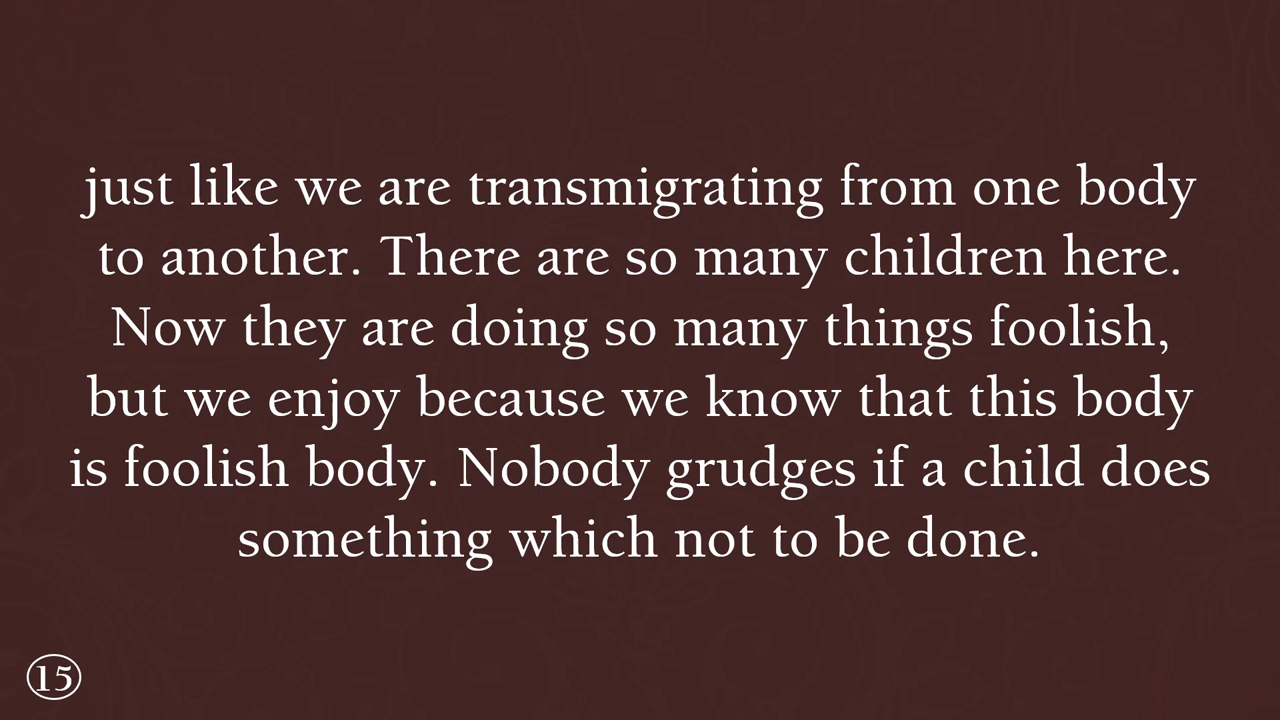 just like we are transmigrating from one body
to another. There are so many children here.
Now they are doing so many things foolish,
but we enjoy because we know that this body
is foolish body. Nobody grudges if a child does
something which not to be done.
15